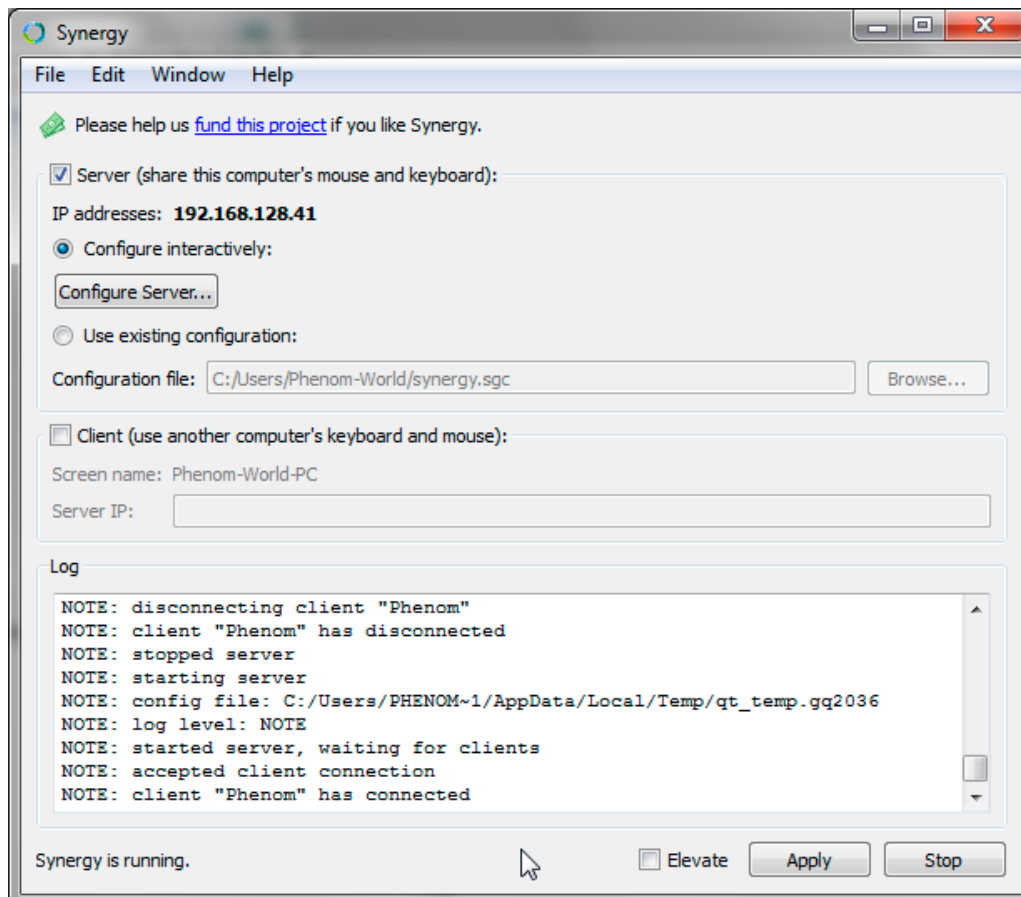 Synergy
File Edit Window Help
Please help us fund this project if you like Synergy.
Server (share this computer's mouse and keyboard):
IP addresses: 192.168.128.41
Configure interactively:
Configure Server...
Use existing configuration:
Configuration file: C:/Users/Phenom-World/synergy.sgc Browse...
Client (use another computer's keyboard and mouse):
Screen name: Phenom-World-PC
Server IP:
Log
NOTE: disconnecting client "Phenom"
NOTE: client "Phenom" has disconnected
NOTE: stopped server
NOTE: starting server
NOTE: config file: C:/Users/PHENOM~1/AppData/Local/Temp/qt_temp.gq2036
NOTE: log level: NOTE
NOTE: started server, waiting for clients
NOTE: accepted client connection
NOTE: client "Phenom" has connected
Synergy is running. Elevate Apply Stop